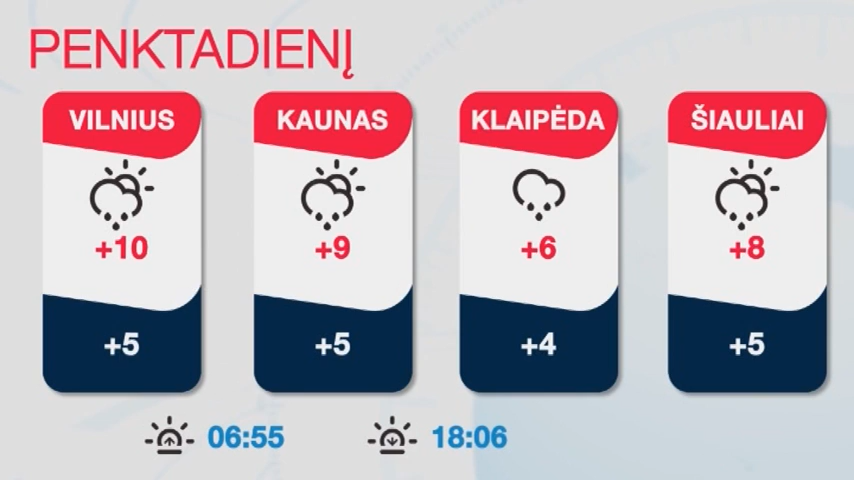 PENKTADIENĮ
VILNIUS KAUNAS KLAIPĖDA ŠIAULIAI
+10 +9 +6 +8
+5 +5 +4 +5
06:55 18:06